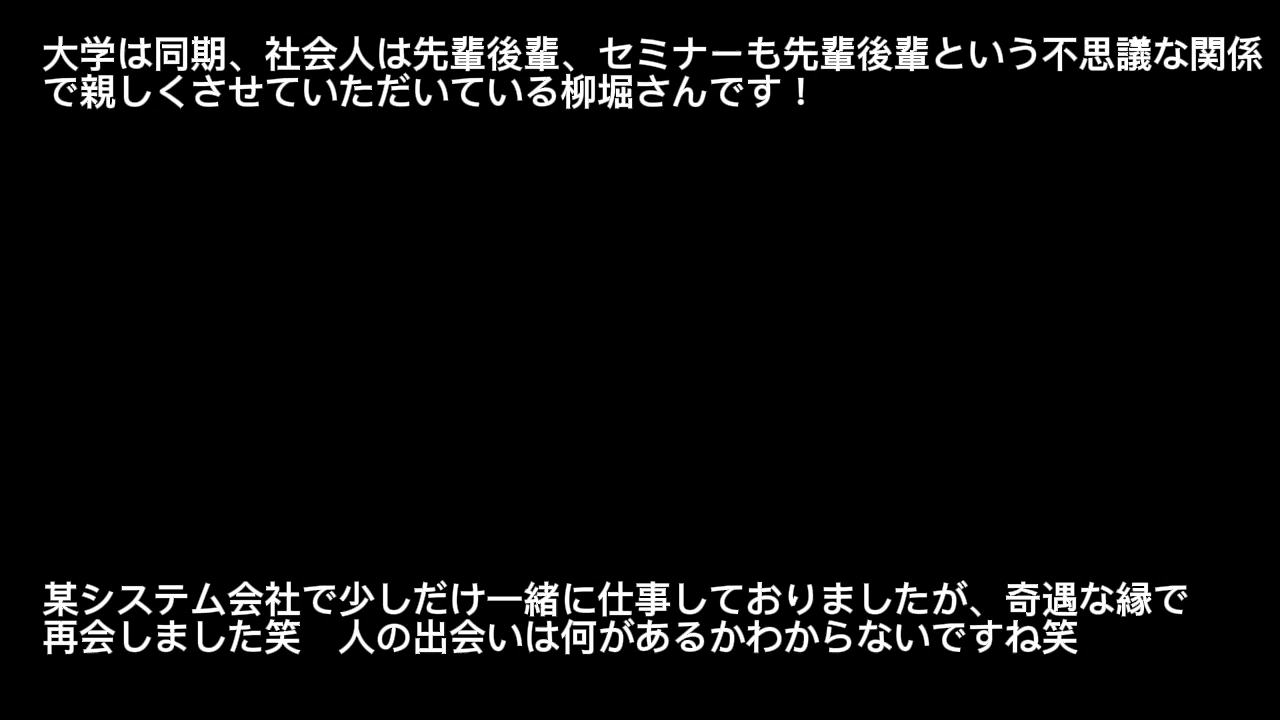 大学は同期、社会人は先輩後輩、セミナーも先輩後輩という不思議な関係
で親しくさせていただいている柳堀さんです！
某システム会社で少しだけ一緒に仕事しておりましたが、奇遇な縁で
再会しました笑　人の出会いは何があるかわからないですね笑